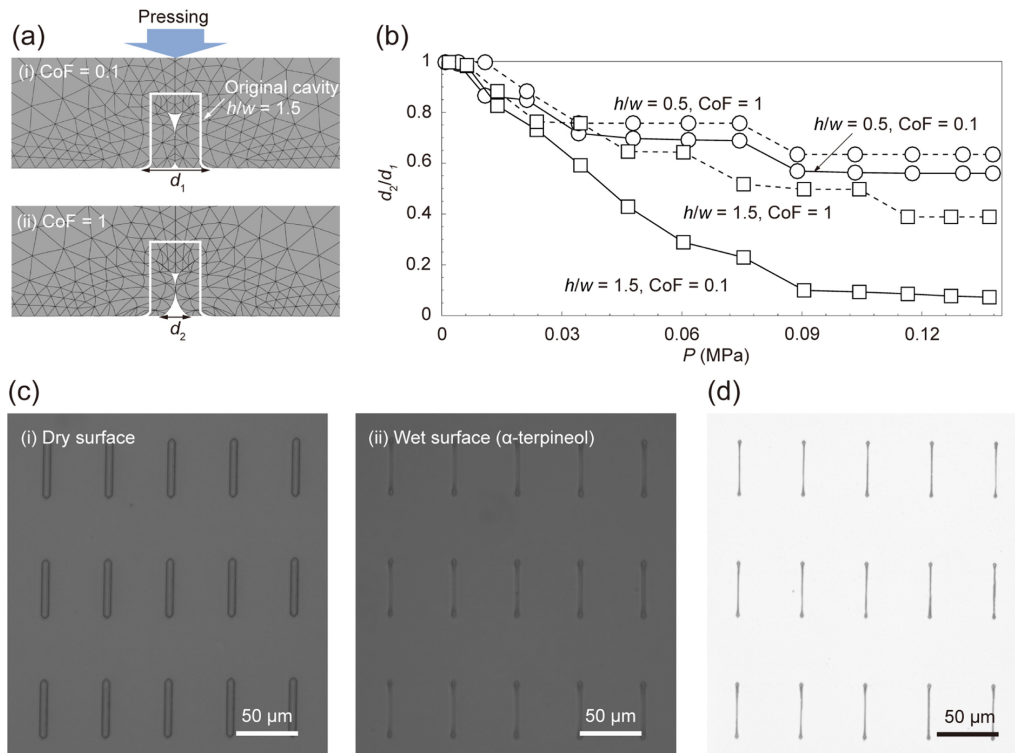 (a)
Pressing
(i) CoF = 0.1
Original cavity
h/w = 1.5
d1
(ii) CoF = 1
d2
(b)
1
0.8
0.6
0.4
0.2
0
d2/d1
h/w = 0.5, CoF = 1
h/w = 0.5, CoF = 0.1
h/w = 1.5, CoF = 1
h/w = 1.5, CoF = 0.1
0 0.03 0.06 0.09 0.12
P (MPa)
(c)
(i) Dry surface
50 μm
(ii) Wet surface (α-terpineol)
50 μm
(d)
50 μm